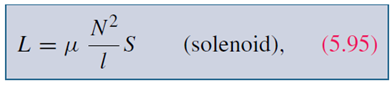 L = μ N²/l S (solenoid), (5.95)